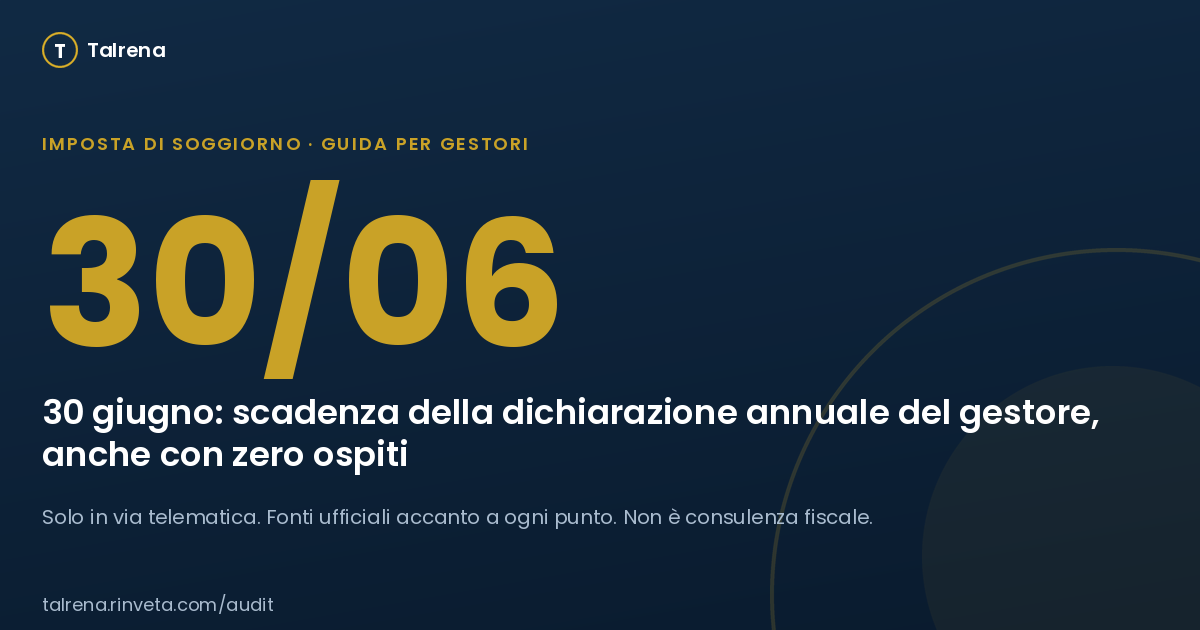 T Talrena
IMPOSTA DI SOGGIORNO · GUIDA PER GESTORI
30/06
30 giugno: scadenza della dichiarazione annuale del gestore,
anche con zero ospiti
Solo in via telematica. Fonti ufficiali accanto a ogni punto. Non è consulenza fiscale.
talrena.rinveta.com/audit